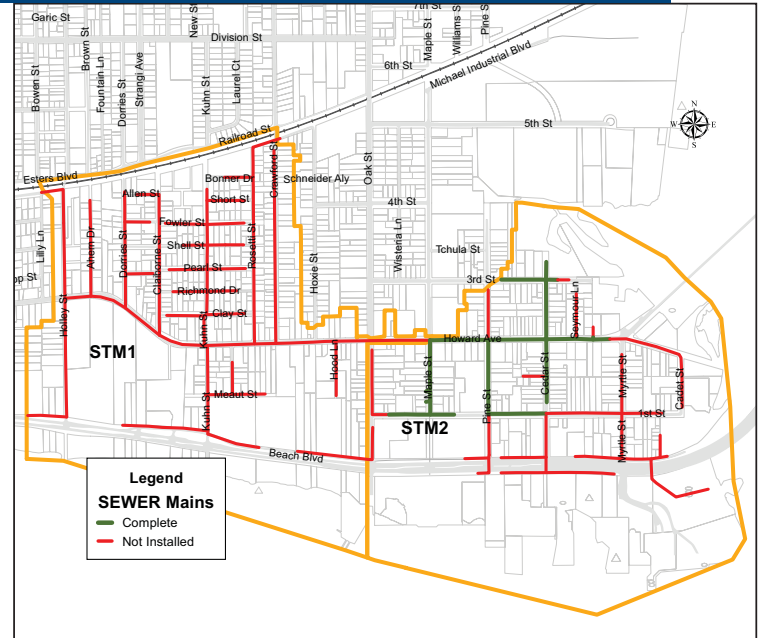 7th St
Garic St
New St
Maple St
Williams St
Pine S
Division St
Brown St
Bowen St
Fountain Ln
Dorries St
Strangi Ave
Kuhn St
Laurel Ct
6th St
Michael Industrial Blvd
5th St
N
W
E
S
Railroad St
Esters Blvd
Crawford St
Oak St
Bonner Dr
Schneider Aly
Allen St
Short St
4th St
Lilly Ln
Ahern Dr
Dorries St
Claiborne St
Fowler St
Rosetti St
Hoxie St
Wisteria Ln
Tchula St
Shell St
Pearl St
op St
3rd St
Richmond Dr
Seymour Ln
Holley St
Clay St
Kuhn St
Howard Ave
STM1
Hood Ln
Maple St
Cedar St
Myrtle St
Cadet St
Meaut St
Pine St
1st St
Kuhn St
STM2
Myrtle St
Beach Blvd
Legend
SEWER Mains
Complete
Not Installed